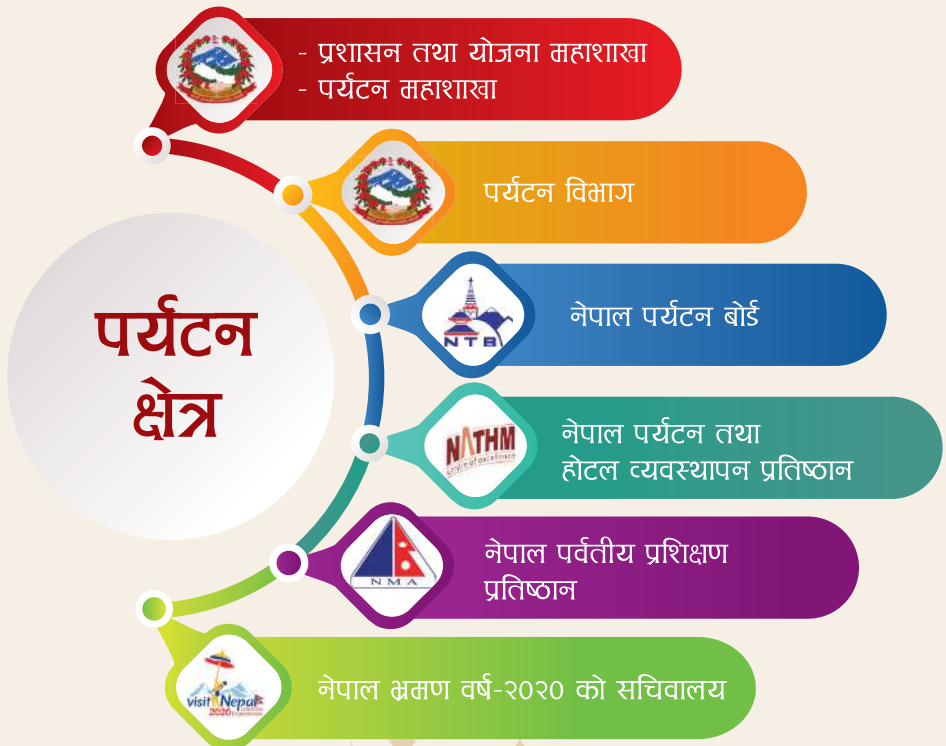 - प्रशासन तथा योजना महाशाखा
- पर्यटन महाशाखा
पर्यटन विभाग
पर्यटन
क्षेत्र
NTB
नेपाल पर्यटन बोर्ड
NATHM
नेपाल पर्यटन तथा
होटल व्यवस्थापन प्रतिष्ठान
NMA
नेपाल पर्वतीय प्रशिक्षण
प्रतिष्ठान
visit Nepal
2020
नेपाल भ्रमण वर्ष-२०२० को सचिवालय